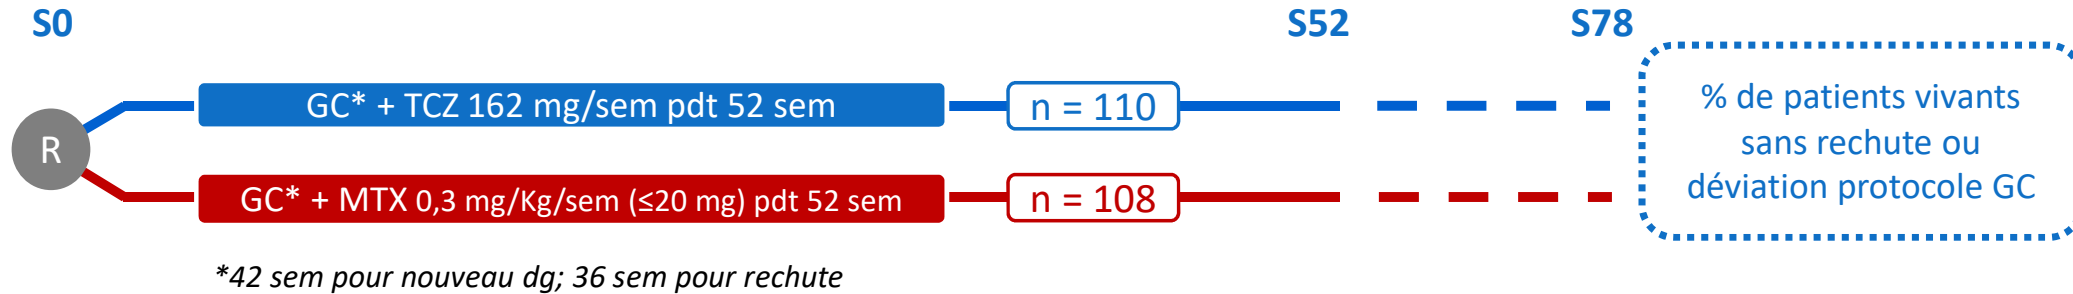 S0
S52
S78
R
GC* + TCZ 162 mg/sem pdt 52 sem
n = 110
GC* + MTX 0,3 mg/Kg/sem (≤20 mg) pdt 52 sem
n = 108
% de patients vivants
sans rechute ou
déviation protocole GC
*42 sem pour nouveau dg; 36 sem pour rechute